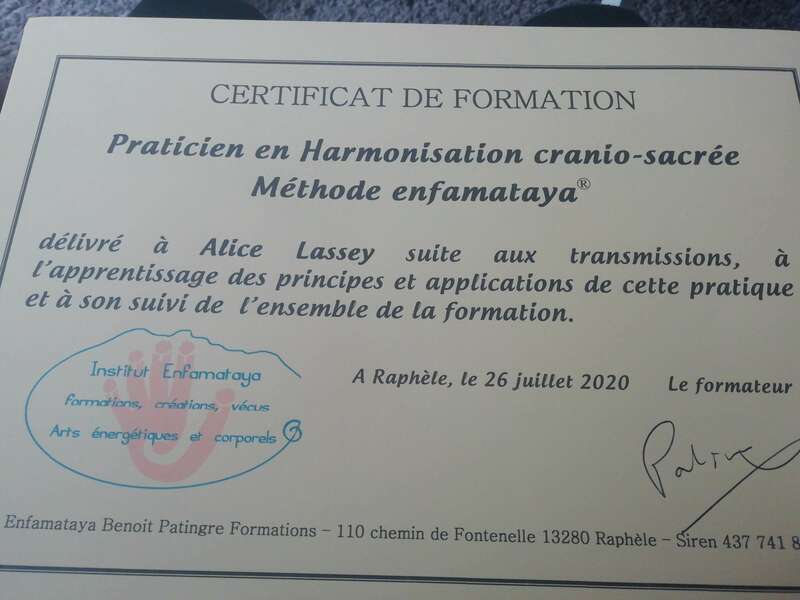 CERTIFICAT DE FORMATION
Praticien en Harmonisation cranio-sacrée
Méthode enfamataya®
délivré à Alice Lassey suite aux transmissions, à
l'apprentissage des principes et applications de cette pratique
et à son suivi de l'ensemble de la formation.
Institut Enfamataya
formations, créations, vécus
Arts énergétiques et corporels
A Raphèle, le 26 juillet 2020 Le formateur
Enfamataya Benoit Patingre Formations – 110 chemin de Fontenelle 13280 Raphèle – Siren 437 741 8